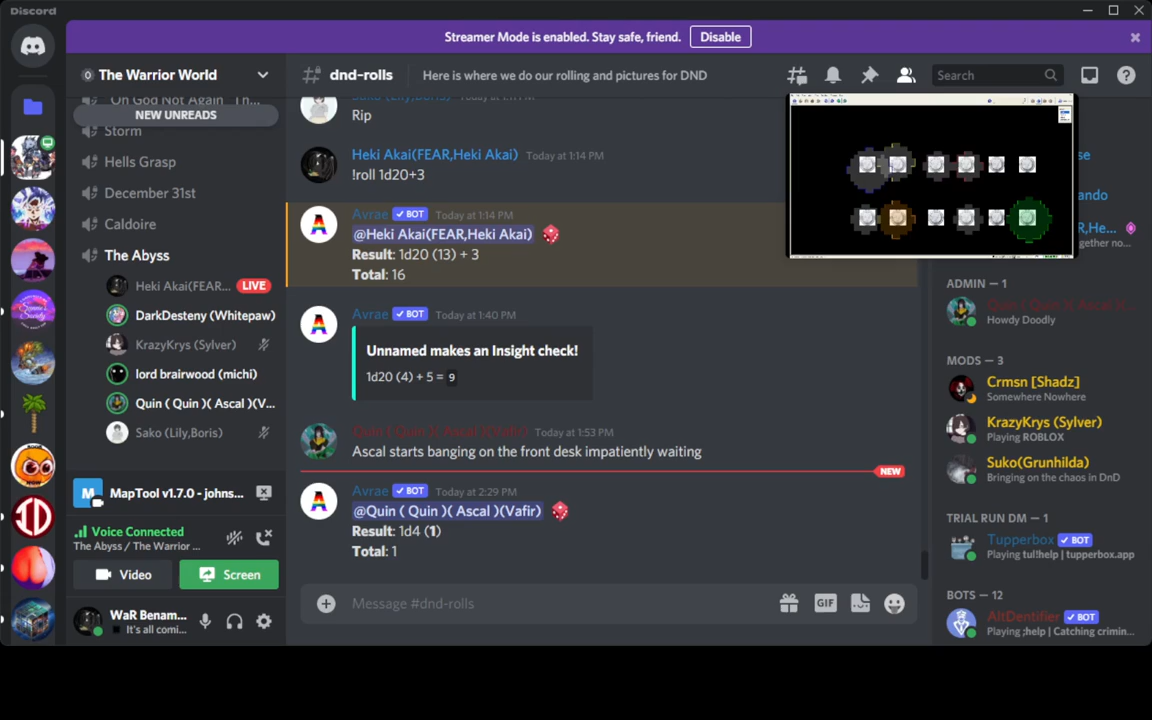 Discord
Streamer Mode is enabled. Stay safe, friend.
Disable
The Warrior World
dnd-rolls
Here is where we do our rolling and pictures for DND
Search
On God Not Again
NEW UNREADS
Storm
Hells Grasp
December 31st
Caldoire
The Abyss
Heki Akai(FEAR...
LIVE
DarkDesteny (Whitepaw)
KrazyKrys (Sylver)
lord brairwood (michi)
Quin ( Quin )( Ascal )(V...
Sako (Lily,Boris)
MapTool v1.7.0 - johns...
Voice Connected
The Abyss / The Warrior ...
Video
Screen
WaR Benam...
It's all comi...
Rip
Heki Akai(FEAR,Heki Akai) Today at 1:14 PM
!roll 1d20+3
Avrae BOT Today at 1:14 PM
@Heki Akai(FEAR,Heki Akai)
Result: 1d20 (13) + 3
Total: 16
Avrae BOT Today at 1:40 PM
Unnamed makes an Insight check!
1d20 (4) + 5 = 9
Quin ( Quin )( Ascal )(Vafir) Today at 1:53 PM
Ascal starts banging on the front desk impatiently waiting
NEW
Avrae BOT Today at 2:29 PM
@Quin ( Quin )( Ascal )(Vafir)
Result: 1d4 (1)
Total: 1
Message #dnd-rolls
GIF
ADMIN — 1
Quin ( Quin )( Ascal )(V...
Howdy Doodly
MODS — 3
Crmsn [Shadz]
Somewhere Nowhere
KrazyKrys (Sylver)
Playing ROBLOX
Suko(Grunhilda)
Bringing on the chaos in DnD
TRIAL RUN DM — 1
Tupperbox BOT
Playing tul!help | tupperbox.app
BOTS — 12
AltDentifier BOT
Playing ;help | Catching crimin...